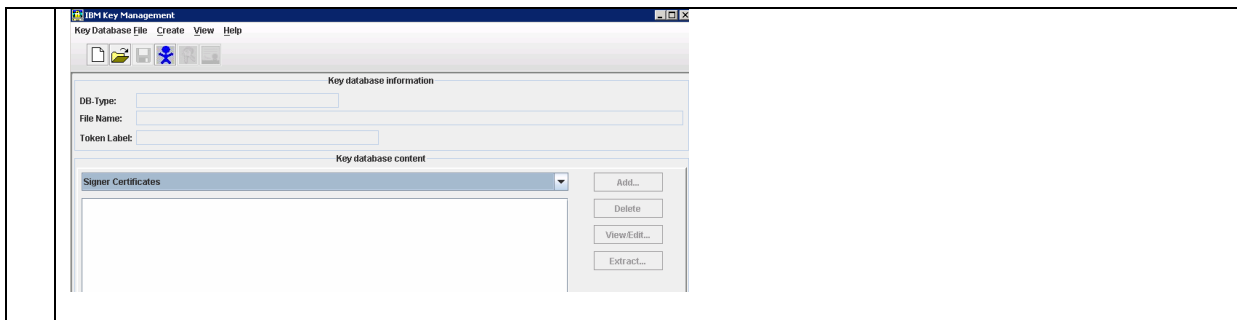 IBM Key Management
Key Database File Create View Help
Key database information
DB-Type:
File Name:
Token Label:
Key database content
Signer Certificates
Add...
Delete
View/Edit...
Extract...